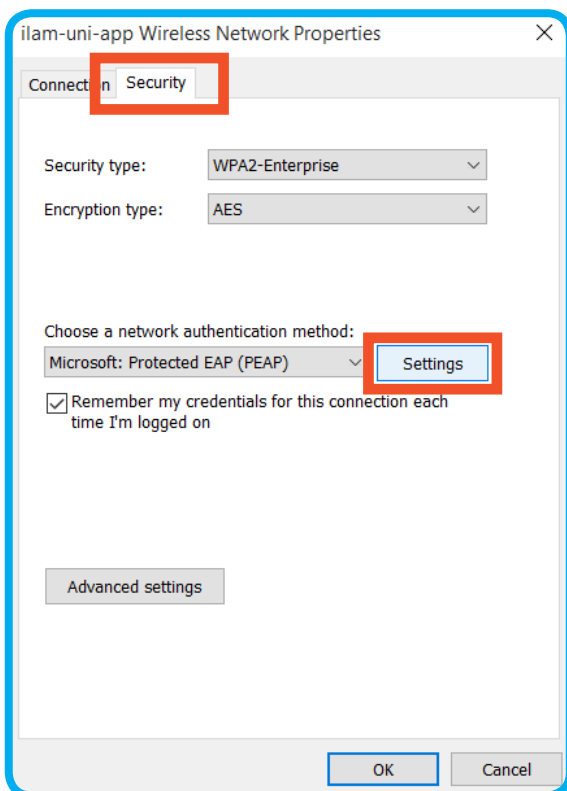 ilam-uni-app Wireless Network Properties
Connection Security
Security type: WPA2-Enterprise
Encryption type: AES
Choose a network authentication method:
Microsoft: Protected EAP (PEAP) Settings
Remember my credentials for this connection each
time I'm logged on
Advanced settings
OK Cancel